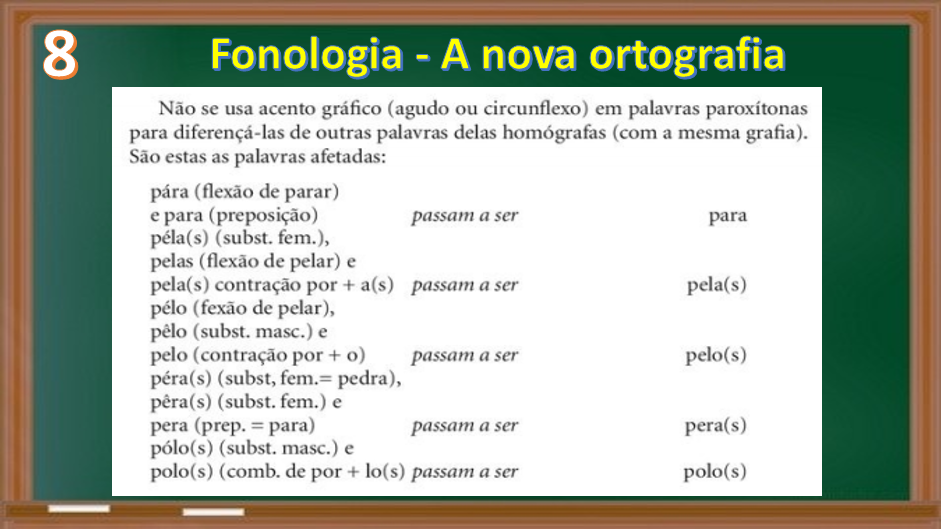 8
Fonologia - A nova ortografia
Não se usa acento gráfico (agudo ou circunflexo) em palavras paroxítonas
para diferençá-las de outras palavras delas homógrafas (com a mesma grafia).
São estas as palavras afetadas:
pára (flexão de parar)
e para (preposição) passam a ser para
péla(s) (subst. fem.),
pelas (flexão de pelar) e
pela(s) contração por + a(s) passam a ser pela(s)
pélo (fexão de pelar),
pêlo (subst. masc.) e
pelo (contração por + o) passam a ser pelo(s)
péra(s) (subst, fem.= pedra),
pêra(s) (subst. fem.) e
pera (prep. = para) passam a ser pera(s)
pólo(s) (subst. masc.) e
polo(s) (comb. de por + lo(s) passam a ser polo(s)